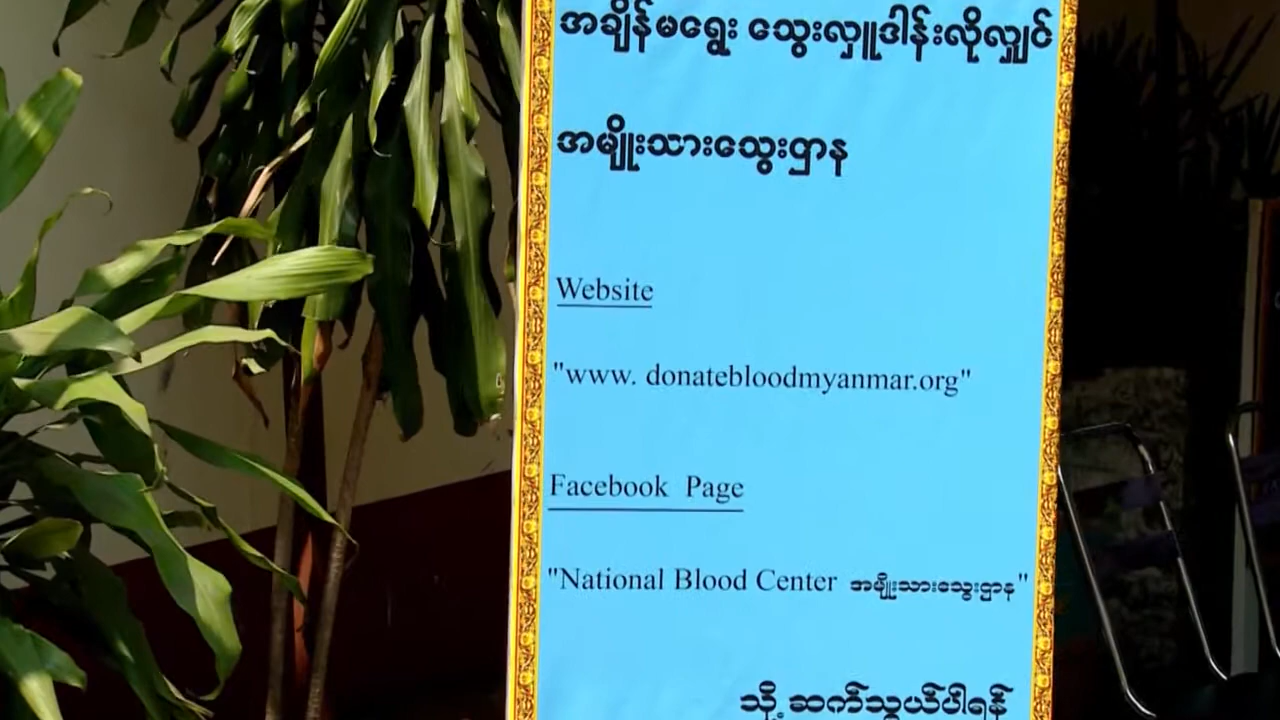 အချိန်မရွေး သွေးလှူဒါန်းလိုလျှင်
အမျိုးသားသွေးဌာန
Website
"www. donatebloodmyanmar.org"
Facebook Page
"National Blood Center အမျိုးသားသွေးဌာန"
သို့ ဆက်သွယ်ပါရန်